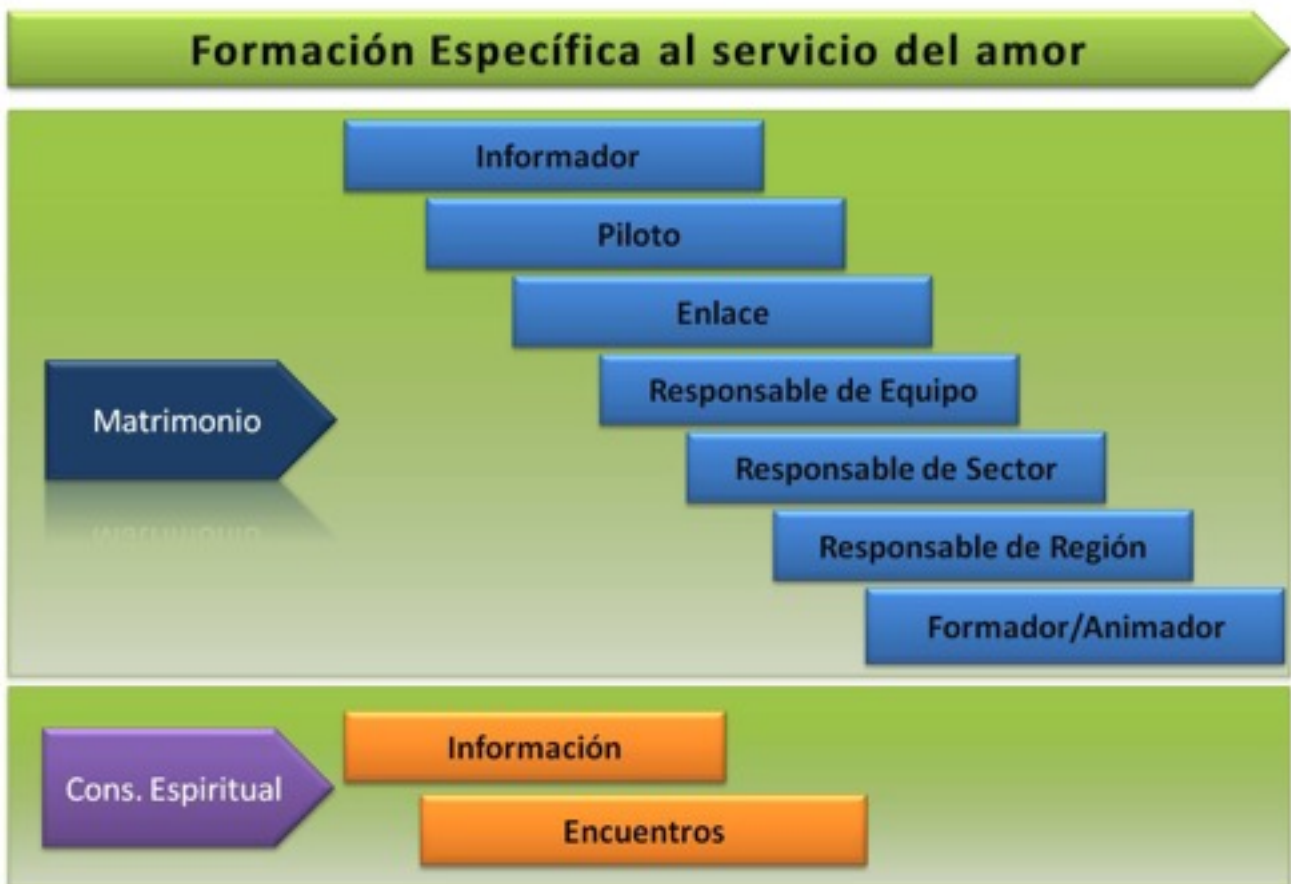 Formación Específica al servicio del amor
Informador
Piloto
Enlace
Responsable de Equipo
Matrimonio
Responsable de Sector
Responsable de Región
Formador/Animador
Información
Cons. Espiritual
Encuentros